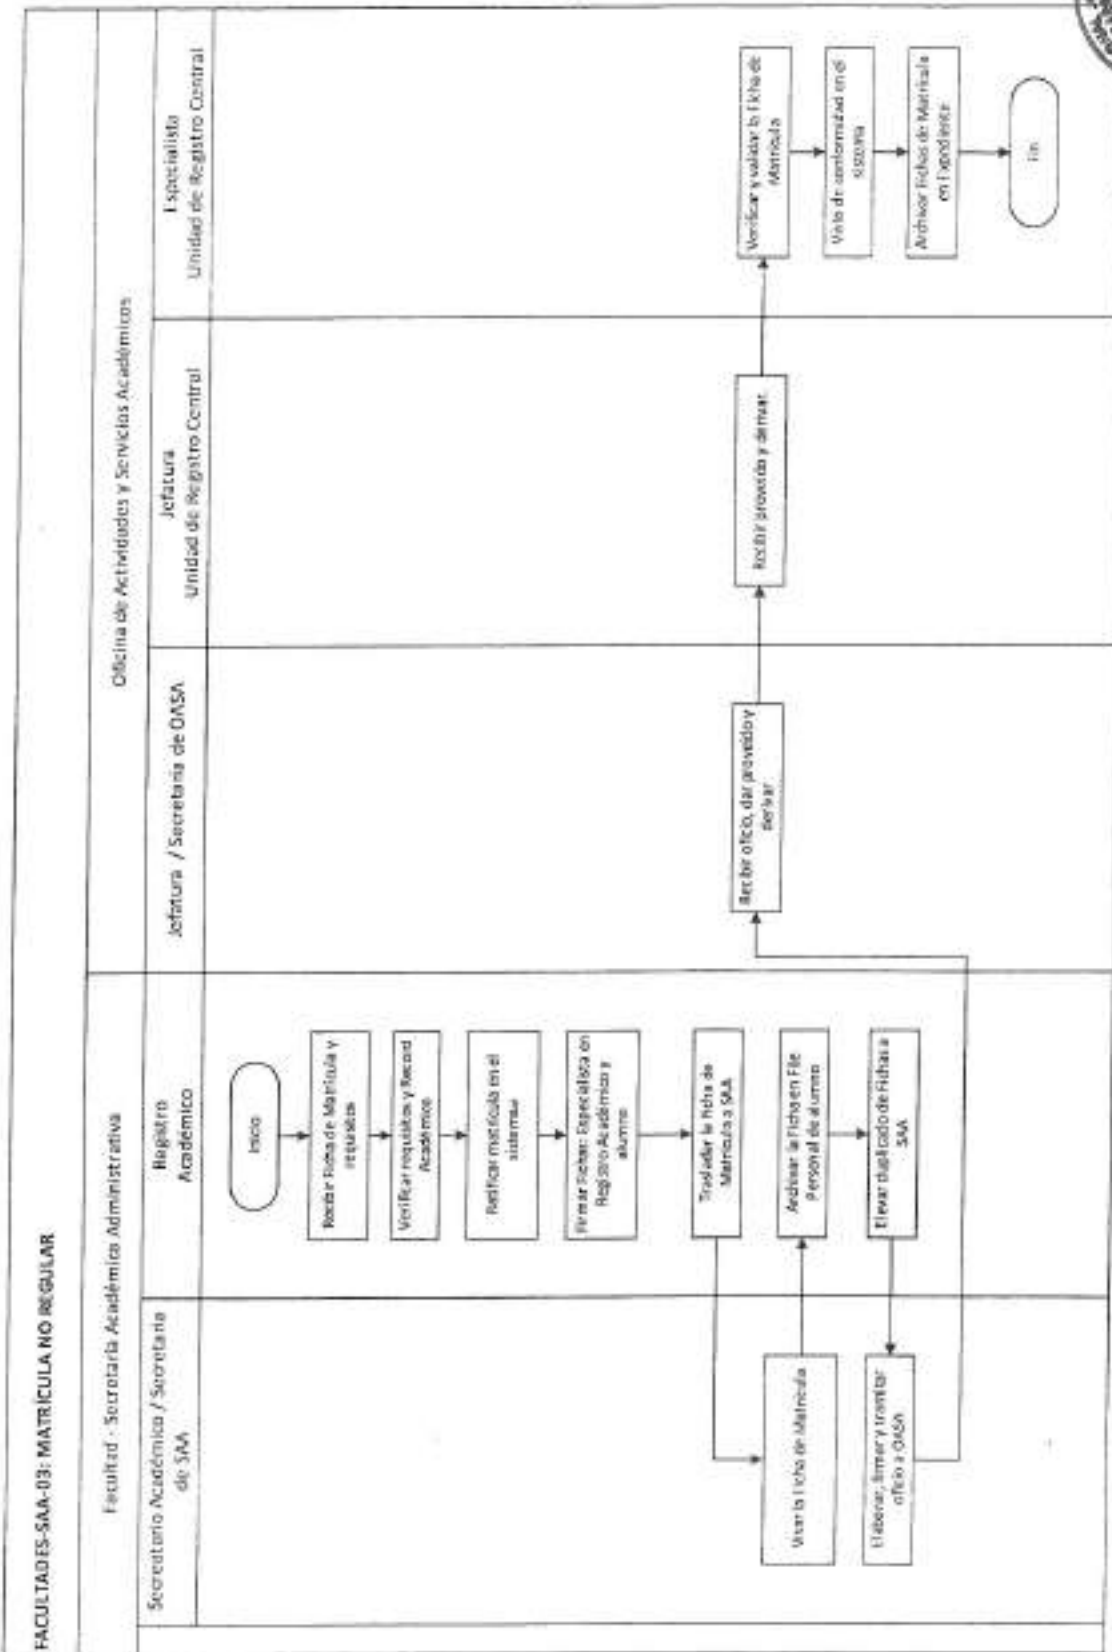 FACULTADES-SAA-03: MATRÍCULA NO REGULAR
Facultad - Secretaría Académica Administrativa
Oficina de Actividades y Servicios Académicos
Secretario Académico / Secretaria
de SAA
Registro
Académico
Jefatura / Secretaria de OASA
Jefatura
Unidad de Registro Central
Especialista
Unidad de Registro Central
Inicio
Recibir Ficha de Matrícula y
requisitos
Verificar requisitos y Record
Académico
Ratificar matrícula en el
sistema
Firmar Fichas: Especialista en
Registro Académico y
alumno
Trasladar la Ficha de
Matrícula a SAA
Visar la Ficha de Matrícula
Archivar la Ficha en File
Personal de alumno
Elevar duplicado de Fichas a
SAA
Elaborar, firmar y tramitar
oficio a OASA
Recibir oficio, dar proveído y
derivar
Recibir proveído y derivar.
Verificar y validar la Ficha de
Matrícula
Visto de conformidad en el
sistema
Archivar Fichas de Matrícula
en Expediente
Fin